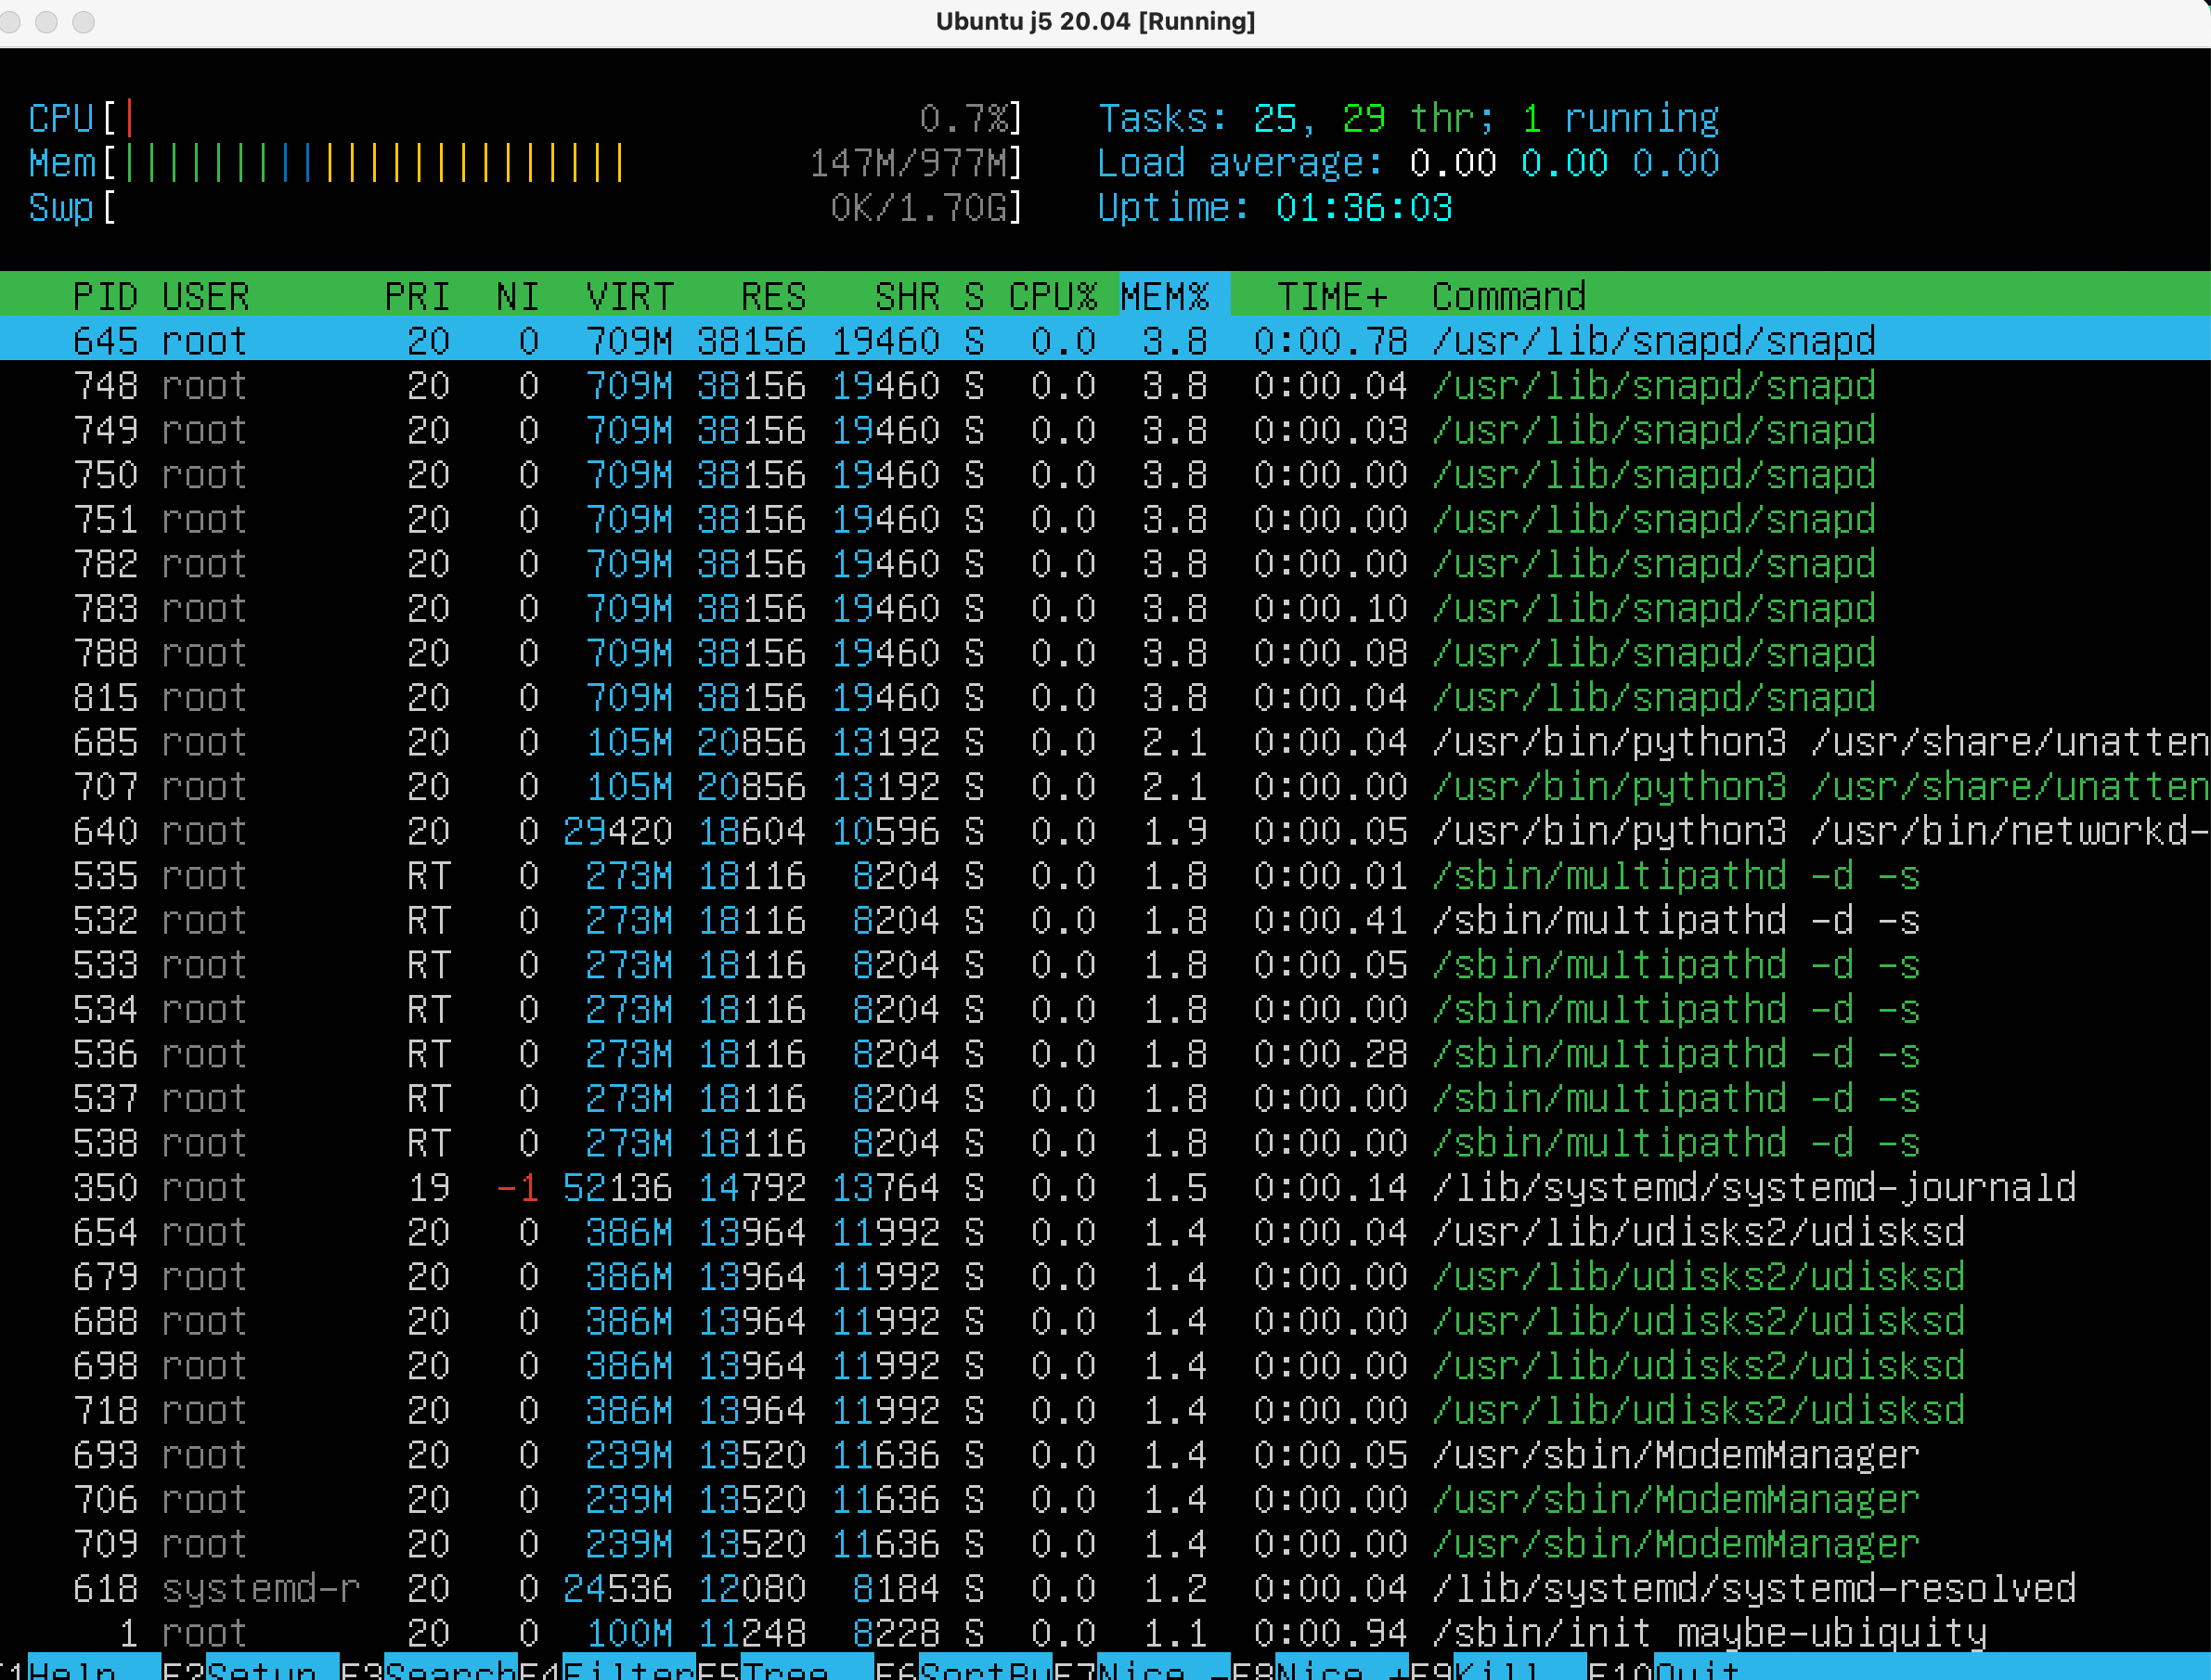 Ubuntu j5 20.04 [Running]
CPU[| 0.7%] Tasks: 25, 29 thr; 1 running
Mem[||||||||||||||||||||||| 147M/977M] Load average: 0.00 0.00 0.00
Swp[ 0K/1.70G] Uptime: 01:36:03
PID USER PRI NI VIRT RES SHR S CPU% MEM% TIME+ Command
645 root 20 0 709M 38156 19460 S 0.0 3.8 0:00.78 /usr/lib/snapd/snapd
748 root 20 0 709M 38156 19460 S 0.0 3.8 0:00.04 /usr/lib/snapd/snapd
749 root 20 0 709M 38156 19460 S 0.0 3.8 0:00.03 /usr/lib/snapd/snapd
750 root 20 0 709M 38156 19460 S 0.0 3.8 0:00.00 /usr/lib/snapd/snapd
751 root 20 0 709M 38156 19460 S 0.0 3.8 0:00.00 /usr/lib/snapd/snapd
782 root 20 0 709M 38156 19460 S 0.0 3.8 0:00.00 /usr/lib/snapd/snapd
783 root 20 0 709M 38156 19460 S 0.0 3.8 0:00.10 /usr/lib/snapd/snapd
788 root 20 0 709M 38156 19460 S 0.0 3.8 0:00.08 /usr/lib/snapd/snapd
815 root 20 0 709M 38156 19460 S 0.0 3.8 0:00.04 /usr/lib/snapd/snapd
685 root 20 0 105M 20856 13192 S 0.0 2.1 0:00.04 /usr/bin/python3 /usr/share/unatten
707 root 20 0 105M 20856 13192 S 0.0 2.1 0:00.00 /usr/bin/python3 /usr/share/unatten
640 root 20 0 29420 18604 10596 S 0.0 1.9 0:00.05 /usr/bin/python3 /usr/bin/networkd-
535 root RT 0 273M 18116 8204 S 0.0 1.8 0:00.01 /sbin/multipathd -d -s
532 root RT 0 273M 18116 8204 S 0.0 1.8 0:00.41 /sbin/multipathd -d -s
533 root RT 0 273M 18116 8204 S 0.0 1.8 0:00.05 /sbin/multipathd -d -s
534 root RT 0 273M 18116 8204 S 0.0 1.8 0:00.00 /sbin/multipathd -d -s
536 root RT 0 273M 18116 8204 S 0.0 1.8 0:00.28 /sbin/multipathd -d -s
537 root RT 0 273M 18116 8204 S 0.0 1.8 0:00.00 /sbin/multipathd -d -s
538 root RT 0 273M 18116 8204 S 0.0 1.8 0:00.00 /sbin/multipathd -d -s
350 root 19 -1 52136 14792 13764 S 0.0 1.5 0:00.14 /lib/systemd/systemd-journald
654 root 20 0 386M 13964 11992 S 0.0 1.4 0:00.04 /usr/lib/udisks2/udisksd
679 root 20 0 386M 13964 11992 S 0.0 1.4 0:00.00 /usr/lib/udisks2/udisksd
688 root 20 0 386M 13964 11992 S 0.0 1.4 0:00.00 /usr/lib/udisks2/udisksd
698 root 20 0 386M 13964 11992 S 0.0 1.4 0:00.00 /usr/lib/udisks2/udisksd
718 root 20 0 386M 13964 11992 S 0.0 1.4 0:00.00 /usr/lib/udisks2/udisksd
693 root 20 0 239M 13520 11636 S 0.0 1.4 0:00.05 /usr/sbin/ModemManager
706 root 20 0 239M 13520 11636 S 0.0 1.4 0:00.00 /usr/sbin/ModemManager
709 root 20 0 239M 13520 11636 S 0.0 1.4 0:00.00 /usr/sbin/ModemManager
618 systemd-r 20 0 24536 12080 8184 S 0.0 1.2 0:00.04 /lib/systemd/systemd-resolved
1 root 20 0 100M 11248 8228 S 0.0 1.1 0:00.94 /sbin/init maybe-ubiquity
F1Help F2Setup F3SearchF4FilterF5Tree F6SortByF7Nice -F8Nice +F9Kill F10Quit